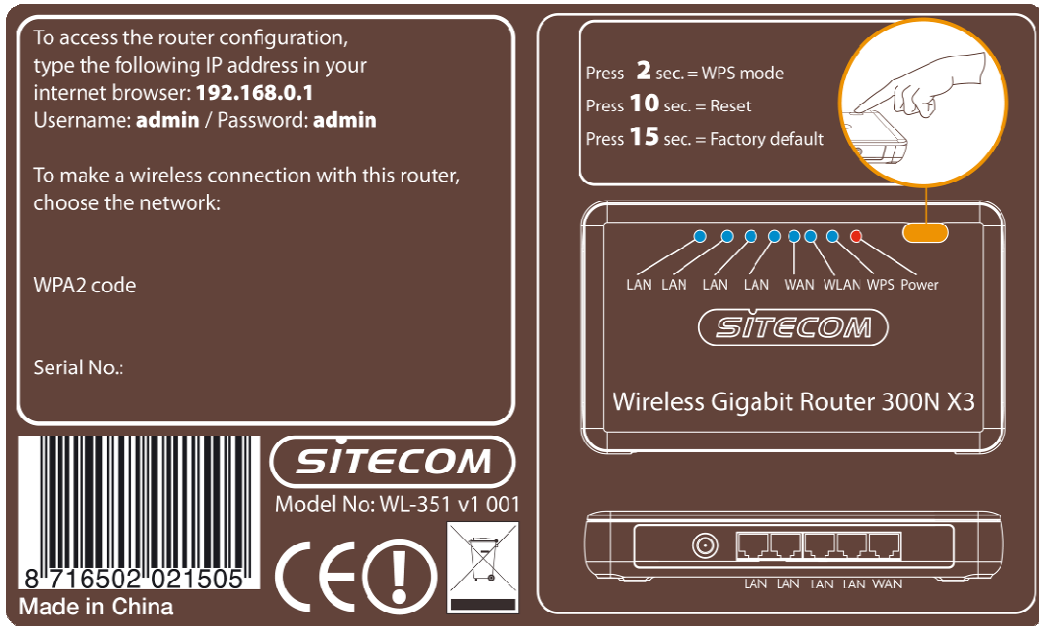 To access the router configuration,
type the following IP address in your
internet browser: 192.168.0.1
Username: admin / Password: admin
To make a wireless connection with this router,
choose the network:
WPA2 code
Serial No.:
8 716502 021505
Made in China
SITECOM
Model No: WL-351 v1 001
CE
Press 2 sec. = WPS mode
Press 10 sec. = Reset
Press 15 sec. = Factory default
LAN LAN LAN LAN WAN WLAN WPS Power
SITECOM
Wireless Gigabit Router 300N X3
LAN LAN LAN LAN WAN